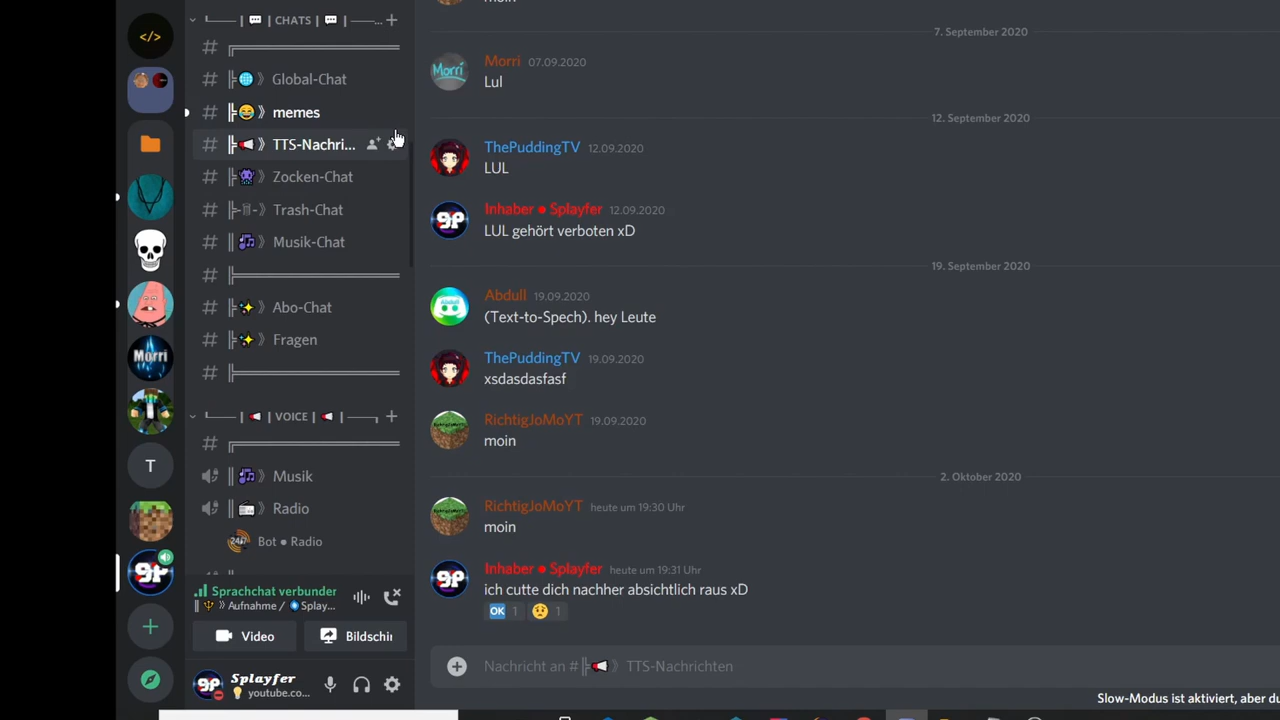 | CHATS |
Global-Chat
memes
TTS-Nachri...
Zocken-Chat
Trash-Chat
Musik-Chat
Abo-Chat
Fragen
| VOICE |
Musik
Radio
Bot ● Radio
Sprachchat verbunder
Aufnahme / Splay...
Video
Bildschir
Splayfer
youtube.co...
</>
Morri
T
gP
7. September 2020
Morri 07.09.2020
Lul
12. September 2020
ThePuddingTV 12.09.2020
LUL
Inhaber ● Splayfer 12.09.2020
LUL gehört verboten xD
19. September 2020
Abdull 19.09.2020
(Text-to-Spech). hey Leute
ThePuddingTV 19.09.2020
xsdasdasfasf
RichtigJoMoYT 19.09.2020
moin
2. Oktober 2020
RichtigJoMoYT heute um 19:30 Uhr
moin
Inhaber ● Splayfer heute um 19:31 Uhr
ich cutte dich nachher absichtlich raus xD
OK 1 1
Nachricht an # TTS-Nachrichten
Slow-Modus ist aktiviert, aber du